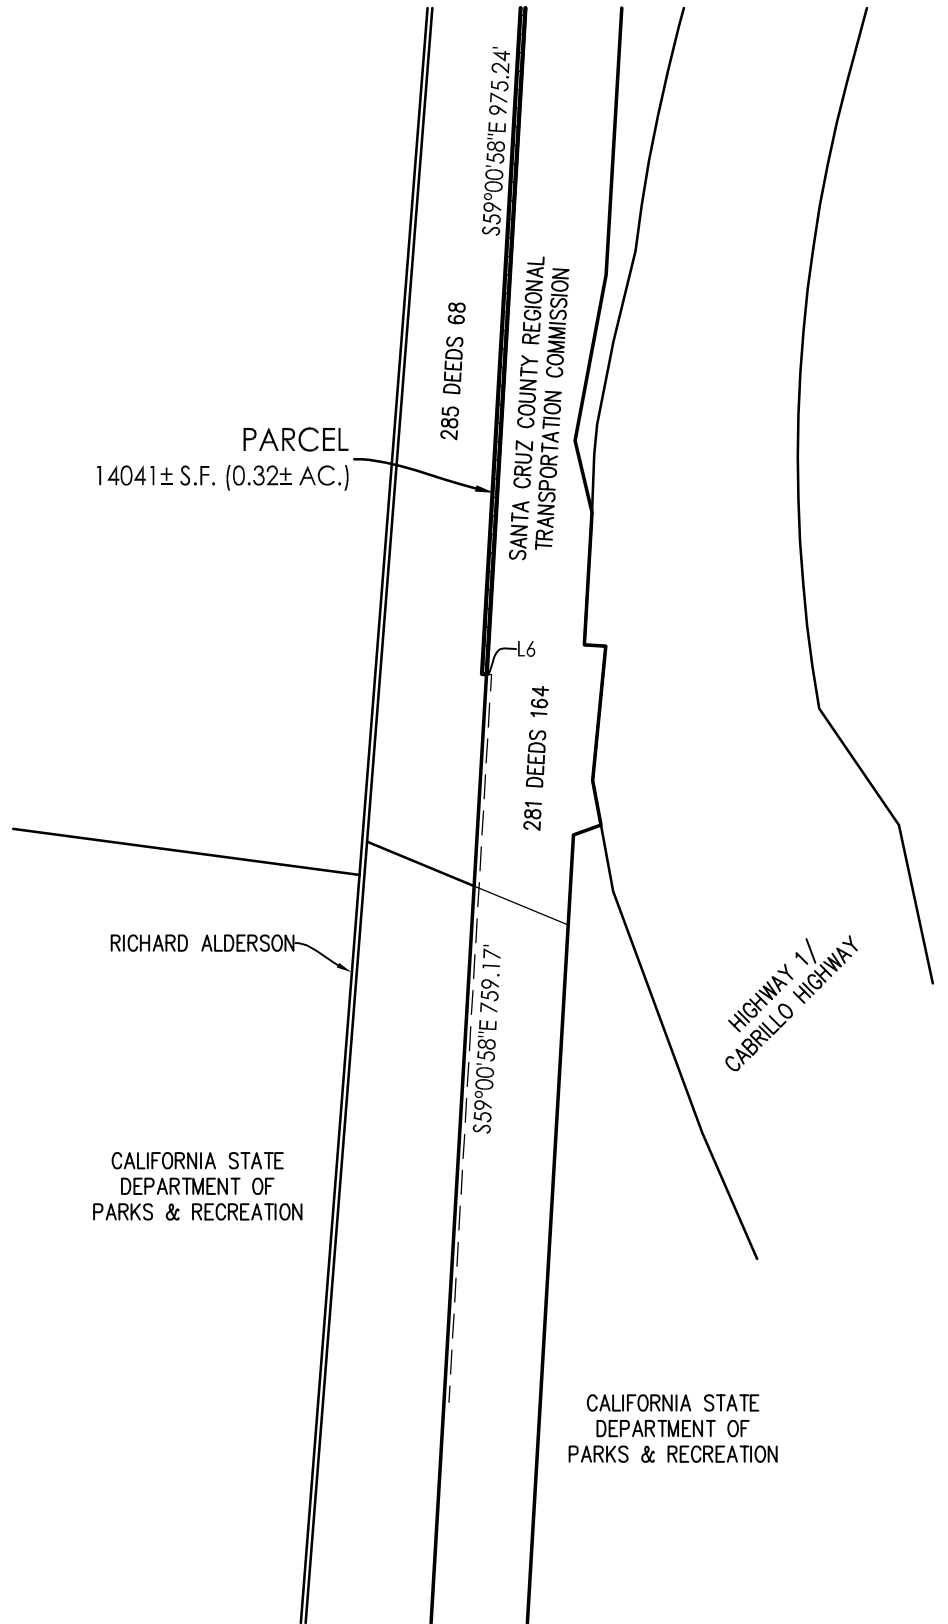 S59°00'58"E 975.24'
285 DEEDS 68
SANTA CRUZ COUNTY REGIONAL
TRANSPORTATION COMMISSION
PARCEL
14041± S.F. (0.32± AC.)
L6
281 DEEDS 164
RICHARD ALDERSON
S59°00'58"E 759.17'
HIGHWAY 1/
CABRILLO HIGHWAY
CALIFORNIA STATE
DEPARTMENT OF
PARKS & RECREATION
CALIFORNIA STATE
DEPARTMENT OF
PARKS & RECREATION